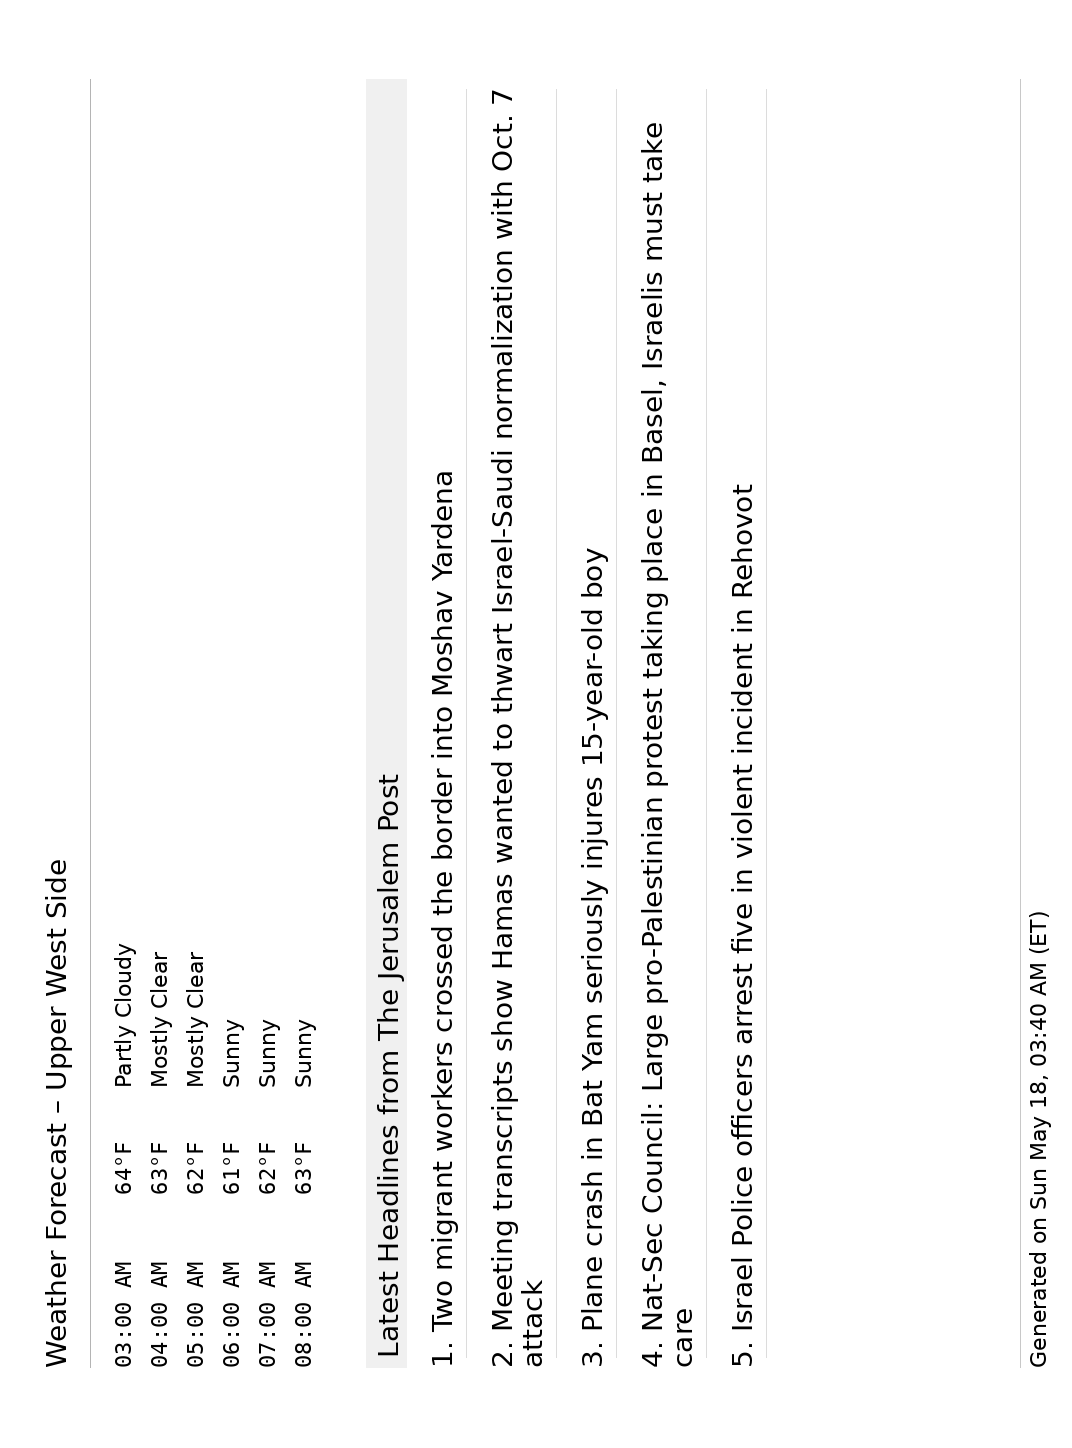 Weather Forecast – Upper West Side
03:00 AM 64°F Partly Cloudy
04:00 AM 63°F Mostly Clear
05:00 AM 62°F Mostly Clear
06:00 AM 61°F Sunny
07:00 AM 62°F Sunny
08:00 AM 63°F Sunny
Latest Headlines from The Jerusalem Post
1. Two migrant workers crossed the border into Moshav Yardena
2. Meeting transcripts show Hamas wanted to thwart Israel-Saudi normalization with Oct. 7
attack
3. Plane crash in Bat Yam seriously injures 15-year-old boy
4. Nat-Sec Council: Large pro-Palestinian protest taking place in Basel, Israelis must take
care
5. Israel Police officers arrest five in violent incident in Rehovot
Generated on Sun May 18, 03:40 AM (ET)